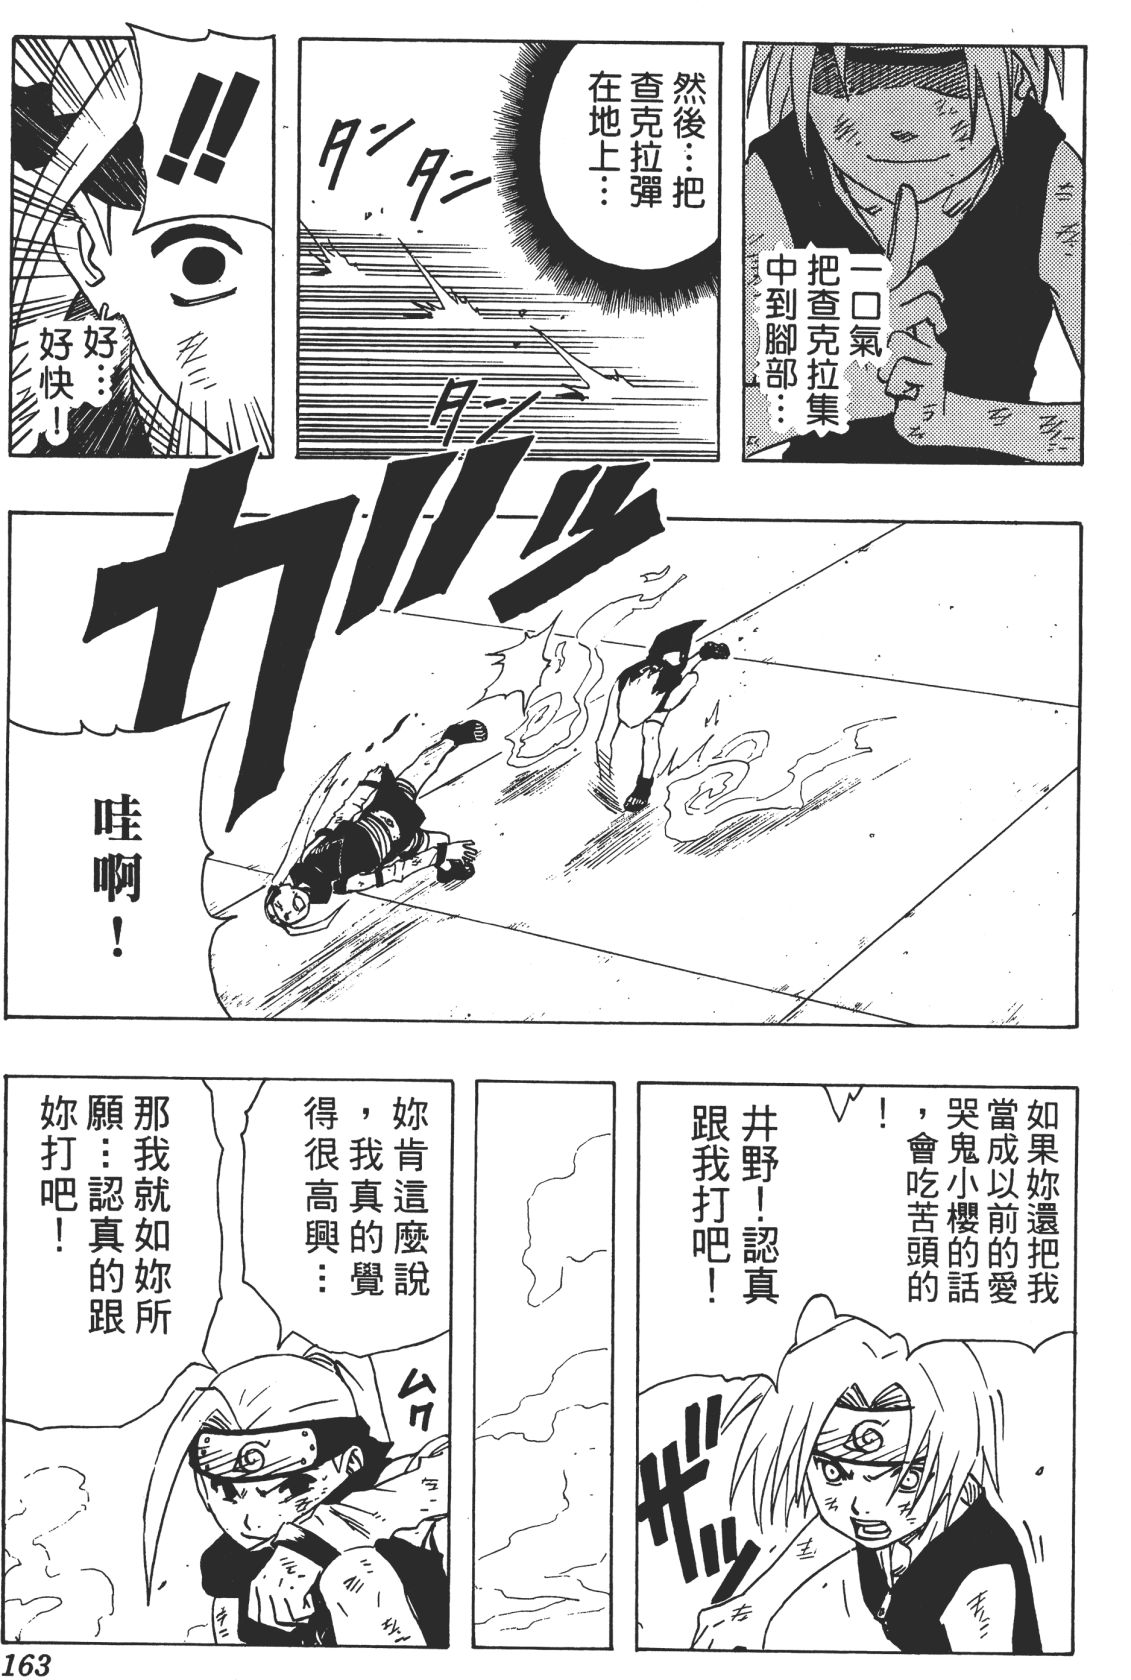 一口氣
把查克拉集
中到腳部…
然後…把
查克拉彈
在地上…
タン
タン
タン
!!
好…
好快！
ガッ
哇啊！
如果妳還把我
當成以前的愛
哭鬼小櫻的話
，會吃苦頭的
！
井野！認真
跟我打吧！
ザッ
妳肯這麼說
，我真的覺
得很高興…
那我就如妳所
願…認真的跟
妳打吧！
ムク
163